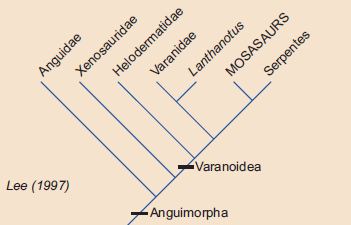 Anguidae
Xenosauridae
Helodermatidae
Varanidae
Lanthanotus
MOSASAURS
Serpentes
Varanoidea
Lee (1997)
Anguimorpha